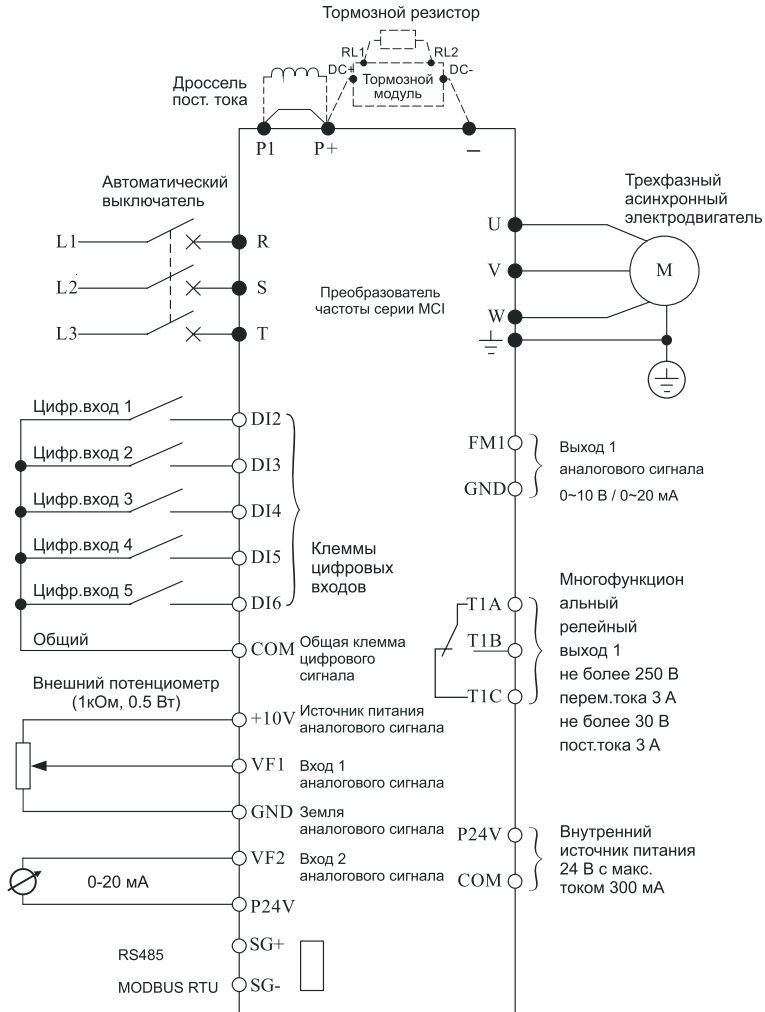 Тормозной резистор
RL1
RL2
DC+
DC-
Тормозной
модуль
Дроссель
пост. тока
P1
P+
–
Автоматический
выключатель
L1
R
L2
S
L3
T
Преобразователь
частоты серии MCI
Трехфазный
асинхронный
электродвигатель
U
V
W
M
Цифр.вход 1
DI2
Цифр.вход 2
DI3
Цифр.вход 3
DI4
Цифр.вход 4
DI5
Цифр.вход 5
DI6
Клеммы
цифровых
входов
Общий
COM
Общая клемма
цифрового
сигнала
Внешний потенциометр
(1кОм, 0.5 Вт)
+10V
Источник питания
аналогового сигнала
VF1
Вход 1
аналогового сигнала
GND
Земля
аналогового сигнала
VF2
Вход 2
аналогового сигнала
0-20 мА
P24V
RS485
SG+
MODBUS RTU
SG-
FM1
GND
Выход 1
аналогового сигнала
0~10 В / 0~20 мА
T1A
T1B
T1C
Многофункцион
альный
релейный
выход 1
не более 250 В
перем.тока 3 А
не более 30 В
пост.тока 3 А
P24V
COM
Внутренний
источник питания
24 В с макс.
током 300 мА